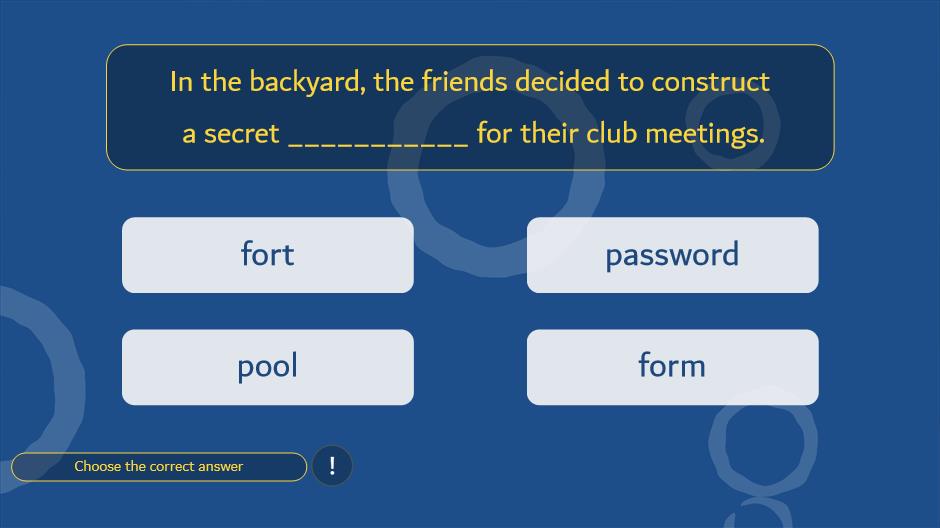 In the backyard, the friends decided to construct
a secret ___________ for their club meetings.
fort
password
pool
form
Choose the correct answer
!